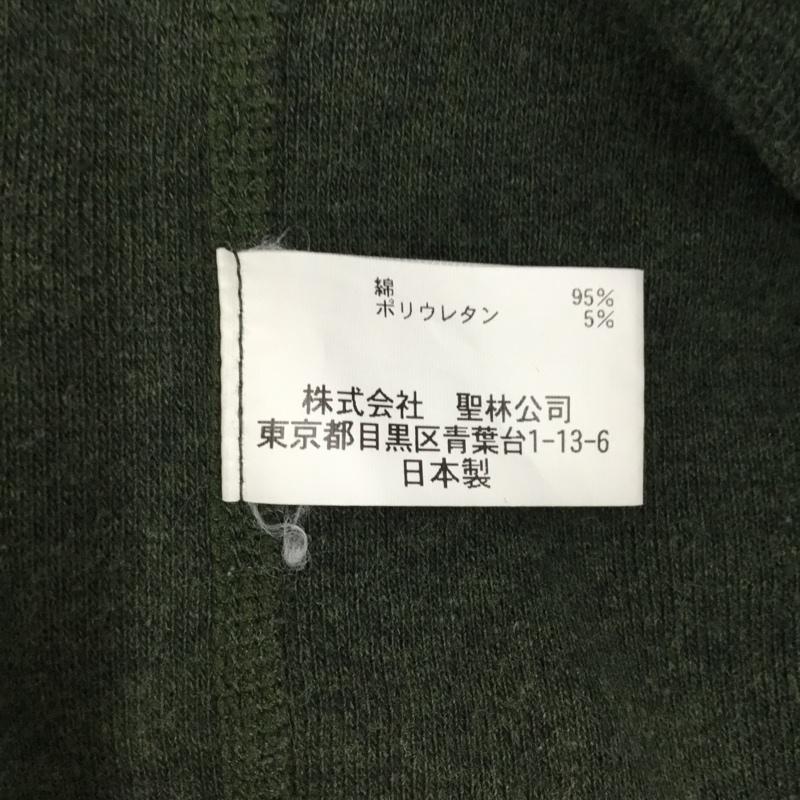 綿 95%
ポリウレタン 5%
株式会社 聖林公司
東京都目黒区青葉台1-13-6
日本製